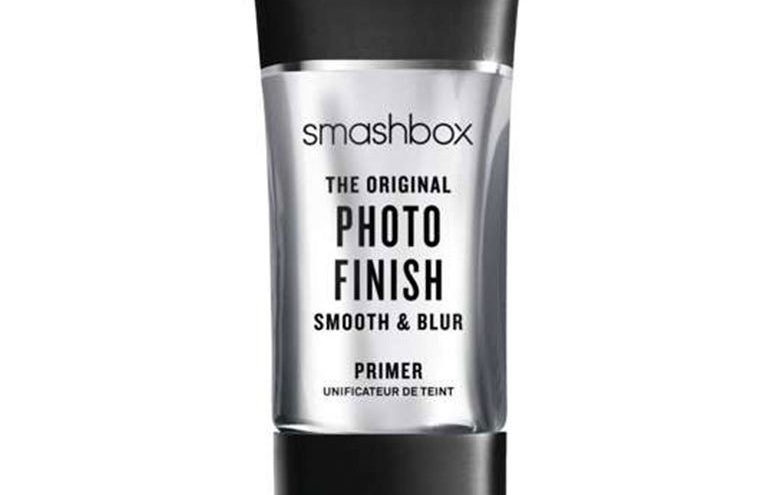 smashbox
THE ORIGINAL
PHOTO
FINISH
SMOOTH & BLUR
PRIMER
UNIFICATEUR DE TEINT